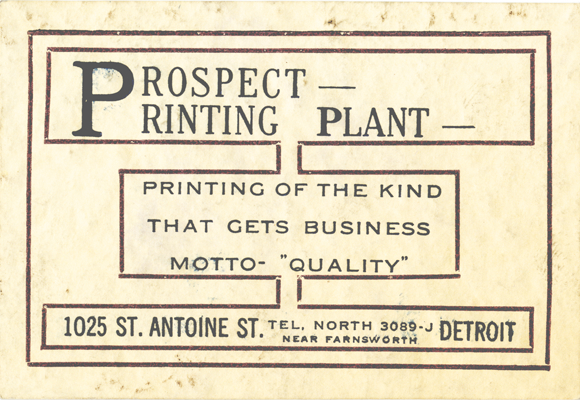 PROSPECT —
PRINTING PLANT —
PRINTING OF THE KIND
THAT GETS BUSINESS
MOTTO- "QUALITY"
1025 ST. ANTOINE ST. TEL, NORTH 3089-J DETROIT
NEAR FARNSWORTH